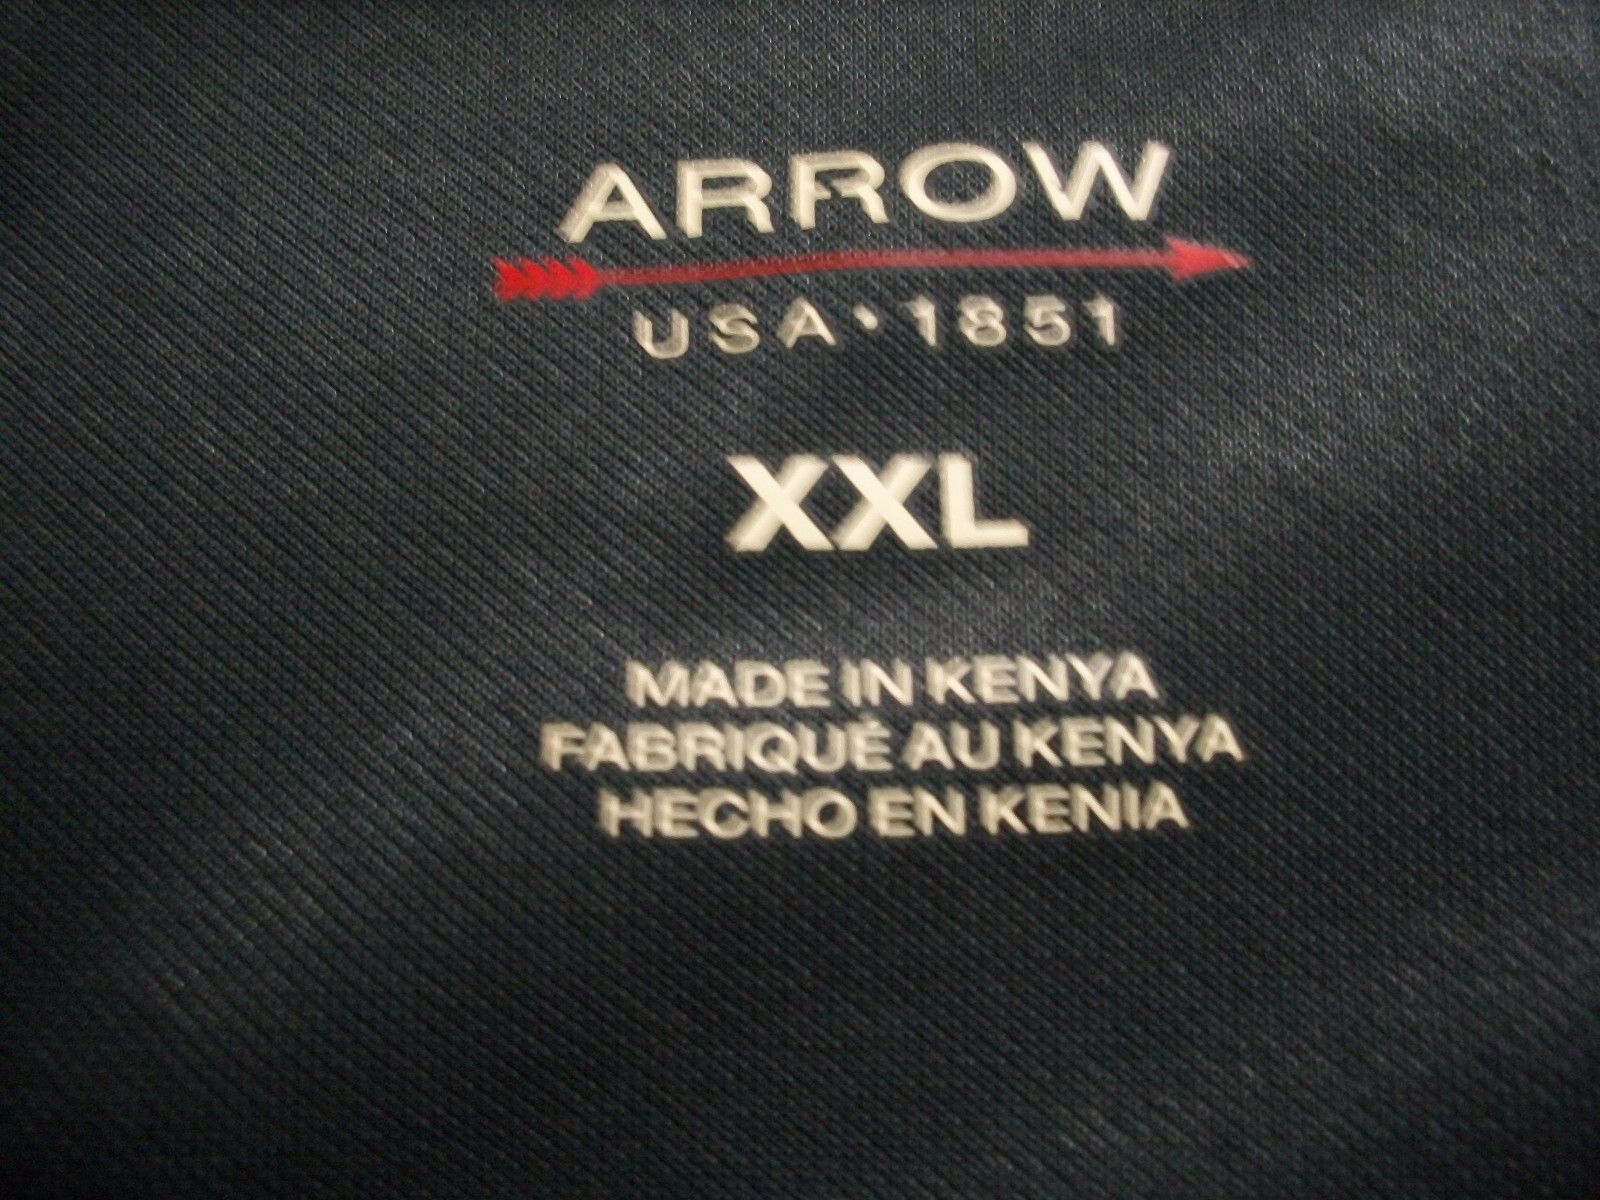 ARROW
USA · 1851
XXL
MADE IN KENYA
FABRIQUÉ AU KENYA
HECHO EN KENIA